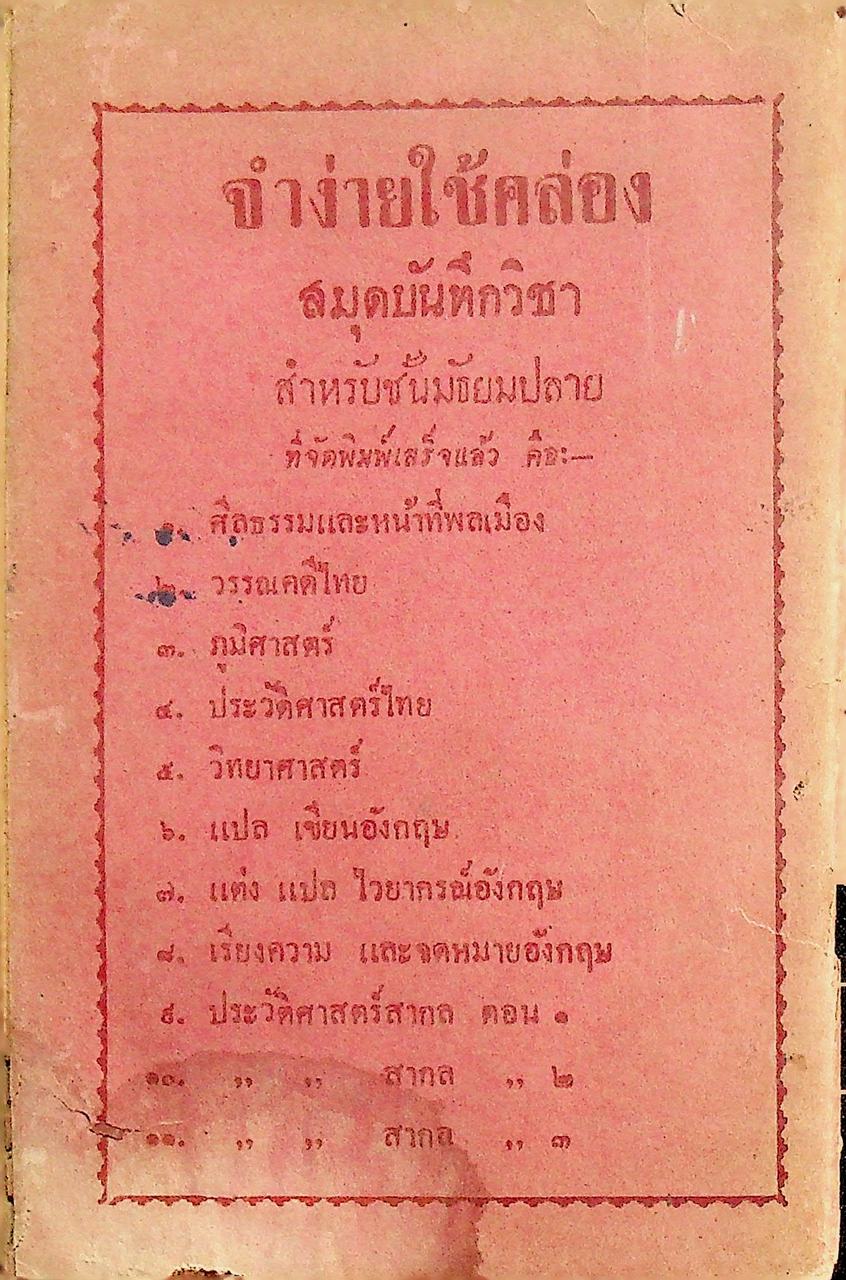 จำง่ายใช้คล่อง
สมุดบันทึกวิชา
สำหรับชั้นมัธยมปลาย
ที่จัดพิมพ์เสร็จแล้ว คือ:—
๑. ศีลธรรมและหน้าที่พลเมือง
๒. วรรณคดีไทย
๓. ภูมิศาสตร์
๔. ประวัติศาสตร์ไทย
๕. วิทยาศาสตร์
๖. แปล เขียนอังกฤษ
๗. แต่ง แปล ไวยากรณ์อังกฤษ
๘. เรียงความ และจดหมายอังกฤษ
๙. ประวัติศาสตร์สากล ตอน ๑
๑๐. ,, ,, สากล ,, ๒
๑๑. ,, ,, สากล ,, ๓